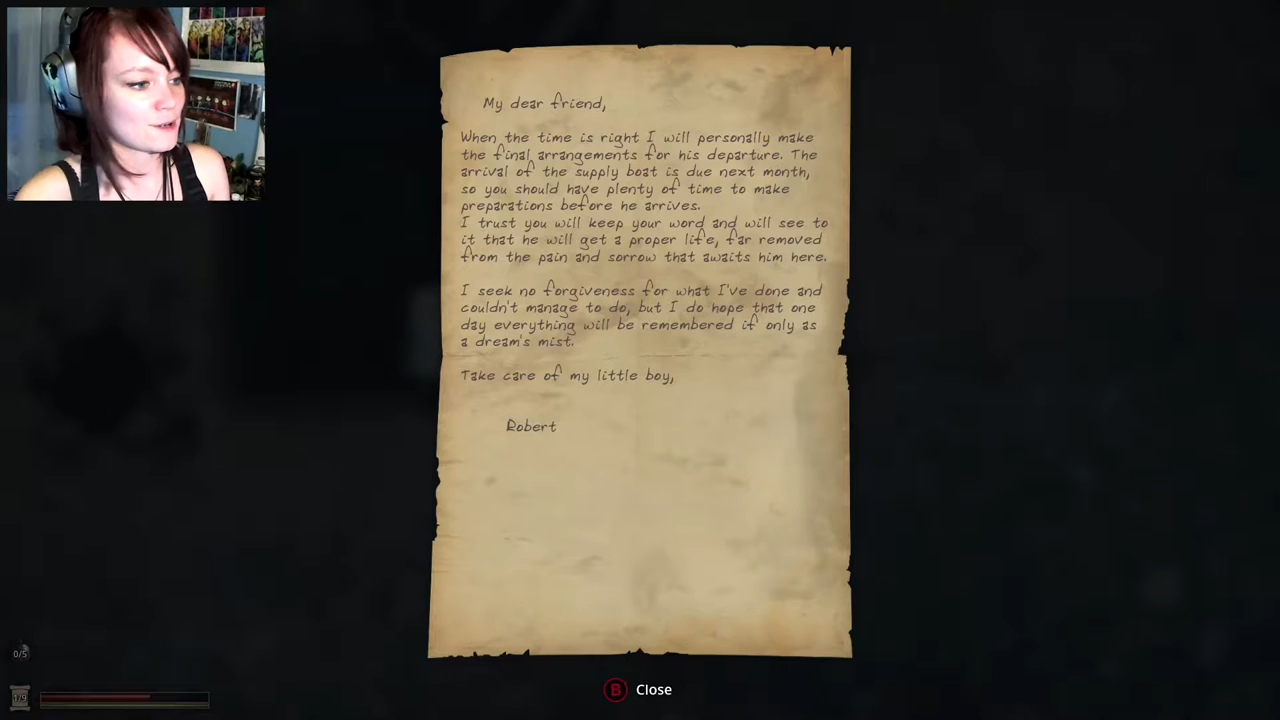 My dear friend,
When the time is right I will personally make
the final arrangements for his departure. The
arrival of the supply boat is due next month,
so you should have plenty of time to make
preparations before he arrives.
I trust you will keep your word and will see to
it that he will get a proper life, far removed
from the pain and sorrow that awaits him here.
I seek no forgiveness for what I've done and
couldn't manage to do, but I do hope that one
day everything will be remembered if only as
a dream's mist.
Take care of my little boy,
Robert
0/5
1/9
B Close